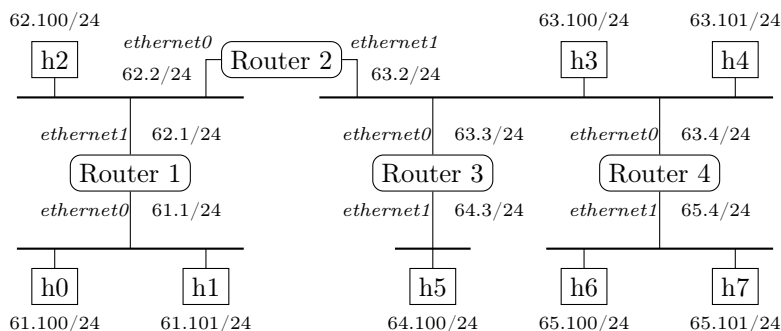 62.100/24 63.100/24 63.101/24
ethernet0 ethernet1
h2 Router 2 h3 h4
62.2/24 63.2/24
ethernet1 62.1/24 ethernet0 63.3/24 ethernet0 63.4/24
Router 1 Router 3 Router 4
ethernet0 61.1/24 ethernet1 64.3/24 ethernet1 65.4/24
h0 h1 h5 h6 h7
61.100/24 61.101/24 64.100/24 65.100/24 65.101/24